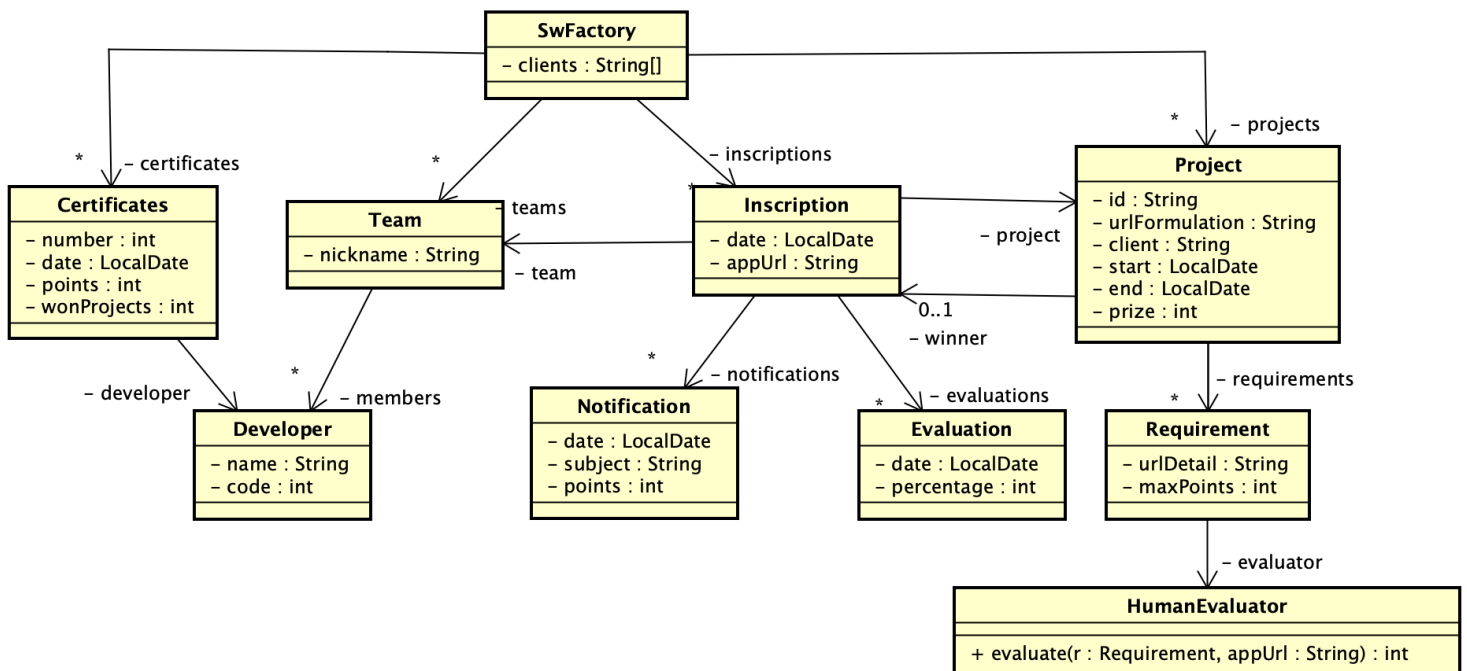 SwFactory
– clients : String[]
*
– projects
*
– certificates
*
– teams
– inscriptions
*
Certificates
– number : int
– date : LocalDate
– points : int
– wonProjects : int
Team
– nickname : String
Inscription
– date : LocalDate
– appUrl : String
Project
– id : String
– urlFormulation : String
– client : String
– start : LocalDate
– end : LocalDate
– prize : int
– project
– team
0..1
– winner
– developer
*
– members
*
– notifications
*
– evaluations
– requirements
*
Developer
– name : String
– code : int
Notification
– date : LocalDate
– subject : String
– points : int
Evaluation
– date : LocalDate
– percentage : int
Requirement
– urlDetail : String
– maxPoints : int
– evaluator
HumanEvaluator
+ evaluate(r : Requirement, appUrl : String) : int